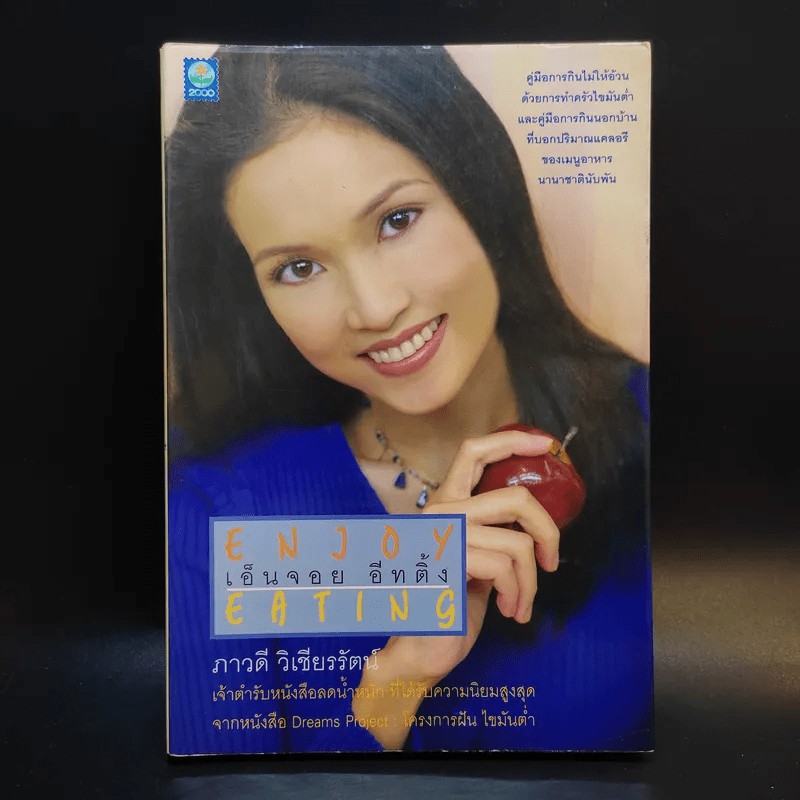 2000
คู่มือการกินไม่ให้อ้วน
ด้วยการทำครัวไขมันต่ำ
และคู่มือการกินนอกบ้าน
ที่บอกปริมาณแคลอรี
ของเมนูอาหาร
นานาชาตินับพัน
ENJOY
เอ็นจอย อีทติ้ง
EATING
ภาวดี วิเชียรรัตน์
เจ้าตำรับหนังสือลดน้ำหนัก ที่ได้รับความนิยมสูงสุด
จากหนังสือ Dreams Project : โครงการฝัน ไขมันต่ำ